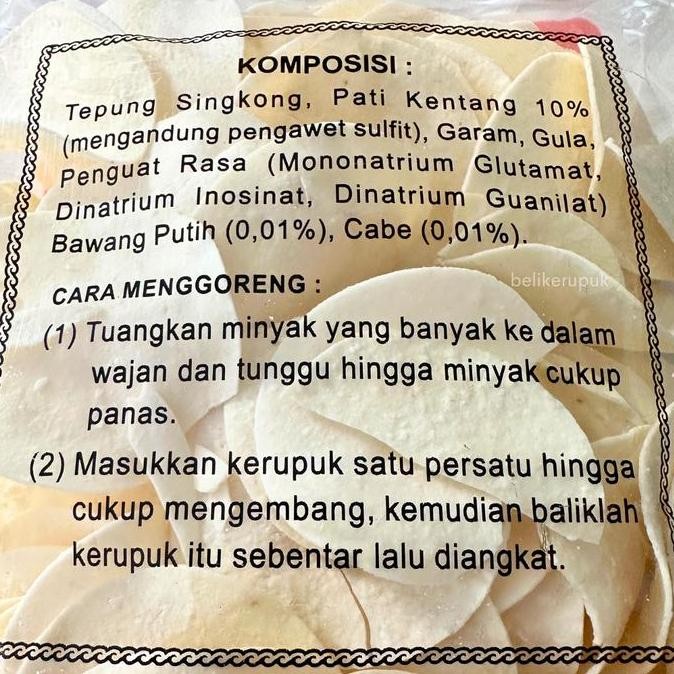 KOMPOSISI :
Tepung Singkong, Pati Kentang 10%
(mengandung pengawet sulfit), Garam, Gula,
Penguat Rasa (Mononatrium Glutamat,
Dinatrium Inosinat, Dinatrium Guanilat)
Bawang Putih (0,01%), Cabe (0,01%).
CARA MENGGORENG :
belikerupuk
(1) Tuangkan minyak yang banyak ke dalam
wajan dan tunggu hingga minyak cukup
panas.
(2) Masukkan kerupuk satu persatu hingga
cukup mengembang, kemudian baliklah
kerupuk itu sebentar lalu diangkat.